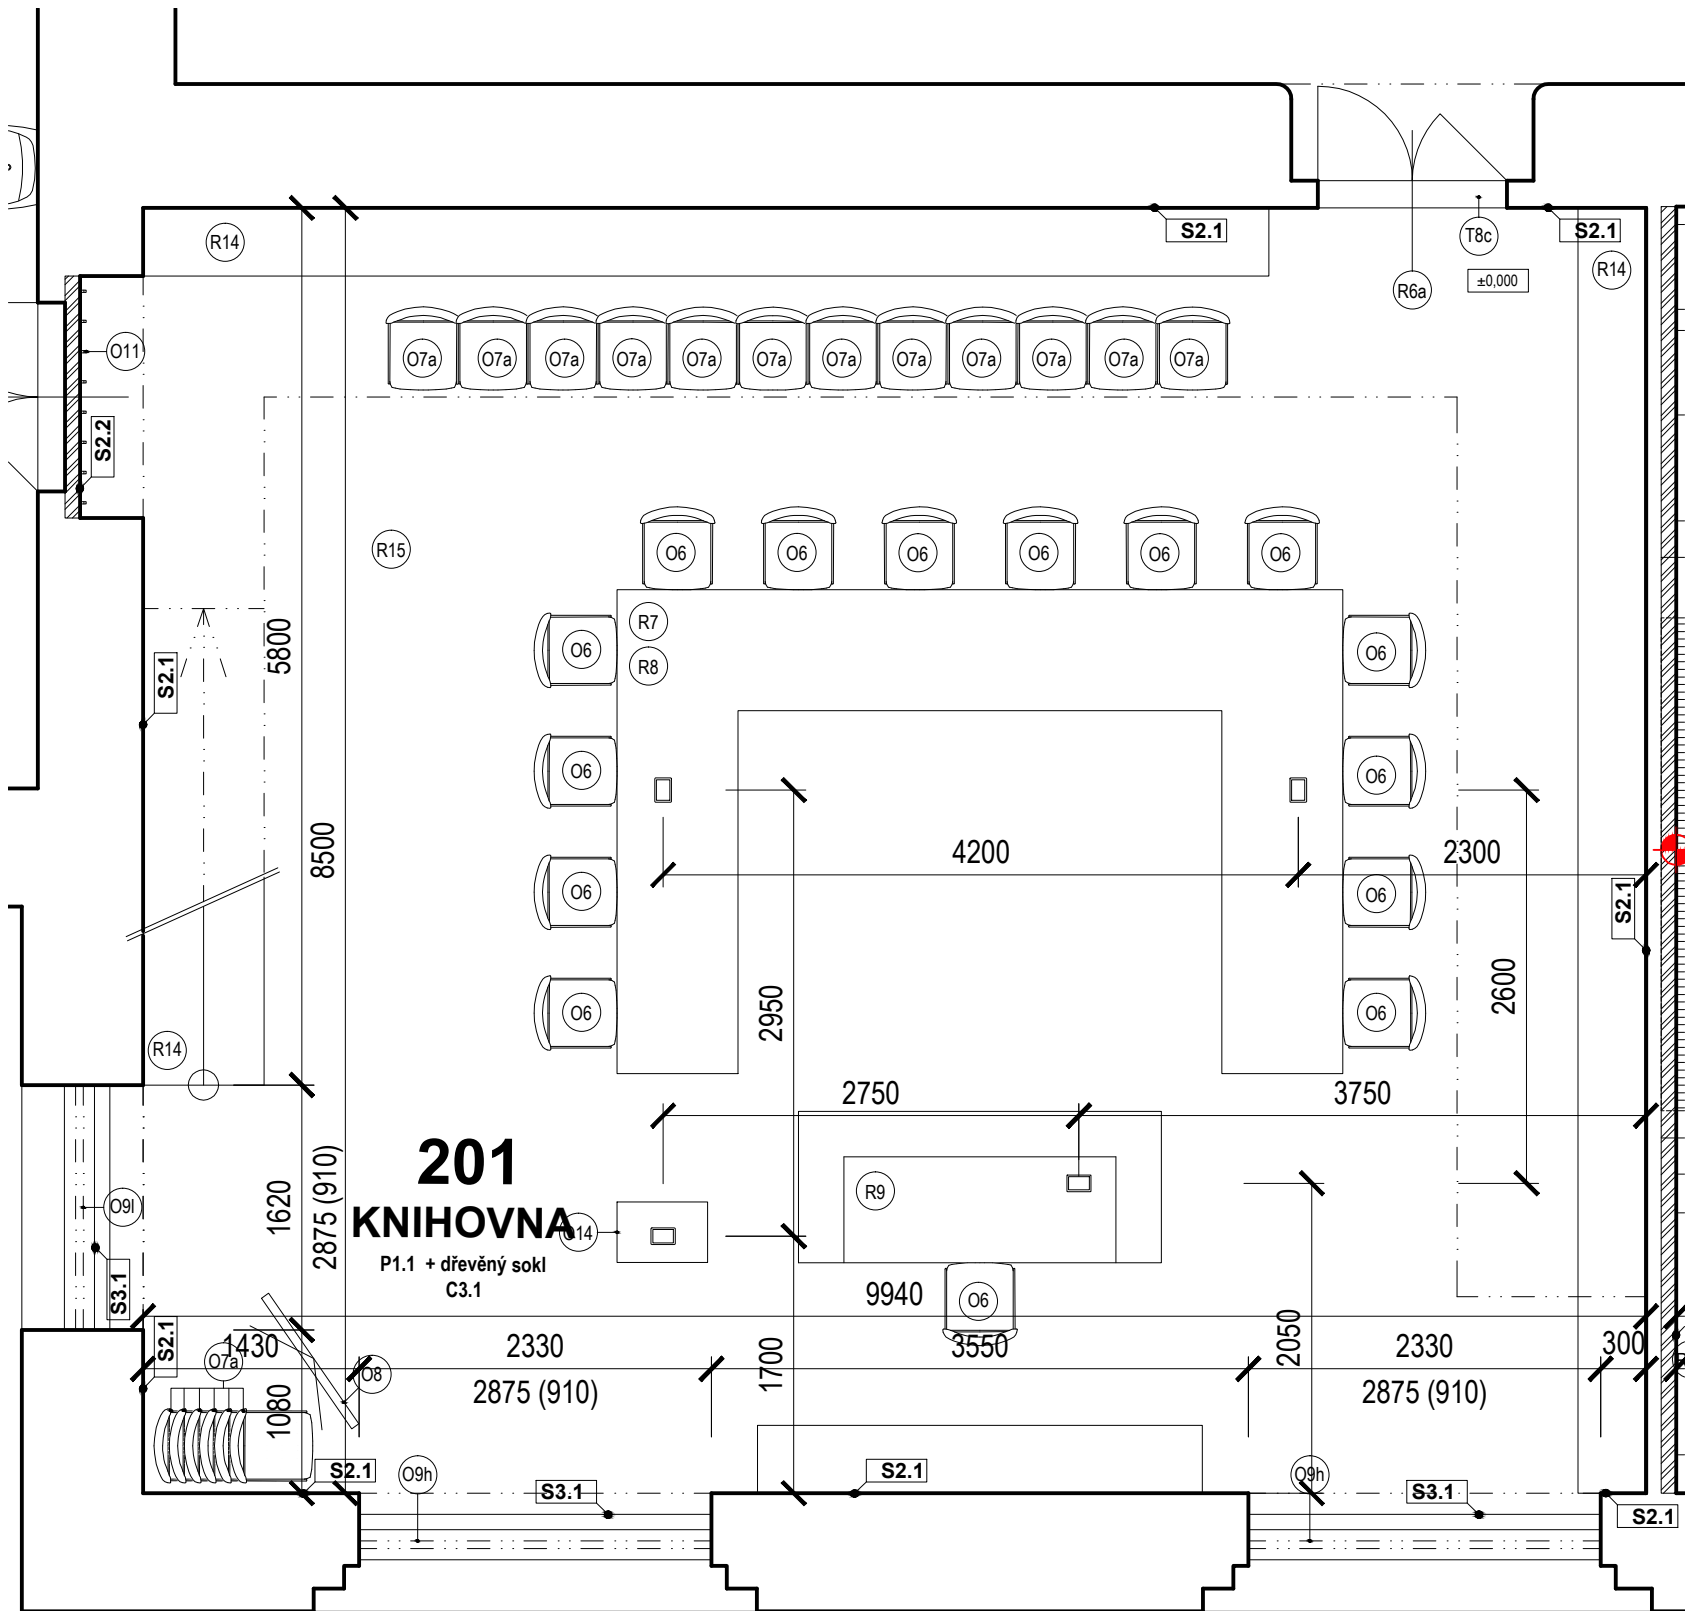 S2.1
S2.1
R14
T8c
R14
±0,000
R6a
O11
O7a
O7a
O7a
O7a
O7a
O7a
O7a
O7a
O7a
O7a
O7a
O7a
S2.2
R15
O6
O6
O6
O6
O6
O6
R7
R8
O6
O6
5800
S2.1
O6
O6
8500
4200
2300
O6
O6
S2.1
2950
2600
O6
O6
R14
2750
3750
201
KNIHOVNA
P1.1 + dřevěný sokl
C3.1
1620
2875 (910)
O9l
O14
R9
S3.1
9940
O6
S2.1
1430
2330
3550
2050
2330
300
O7a
O8
2875 (910)
1700
2875 (910)
1080
S2.1
O9h
S3.1
S2.1
O9h
S3.1
S2.1